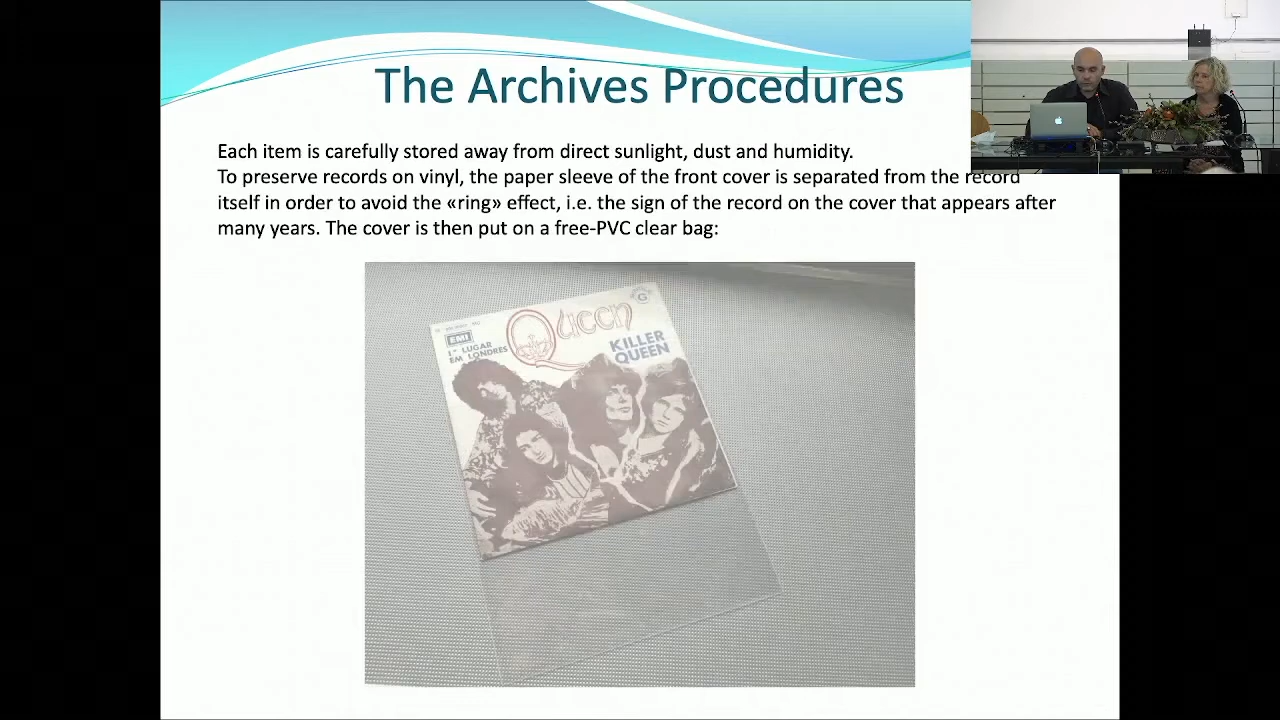 The Archives Procedures
Each item is carefully stored away from direct sunlight, dust and humidity.
To preserve records on vinyl, the paper sleeve of the front cover is separated from the record
itself in order to avoid the «ring» effect, i.e. the sign of the record on the cover that appears after
many years. The cover is then put on a free-PVC clear bag:
Queen
G
EMI
1º LUGAR
EM LONDRES
KILLER
QUEEN